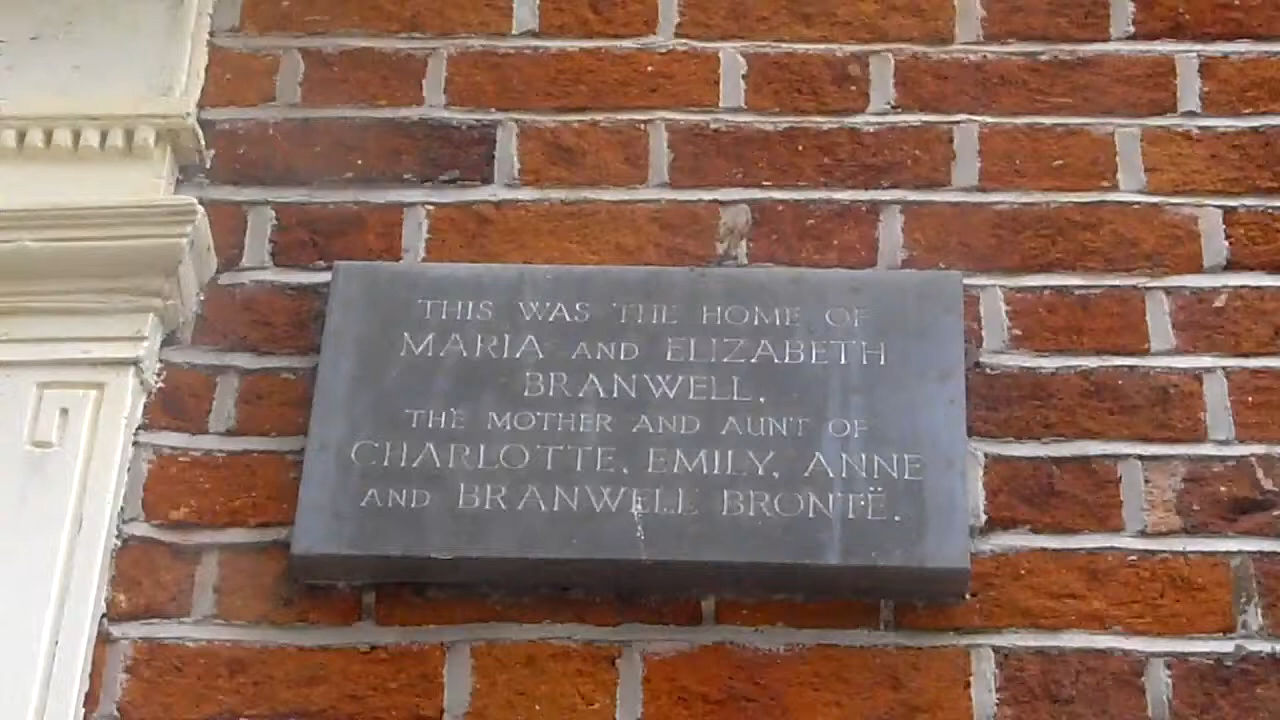 THIS WAS THE HOME OF
MARIA AND ELIZABETH
BRANWELL,
THE MOTHER AND AUNT OF
CHARLOTTE, EMILY, ANNE
AND BRANWELL BRONTË.